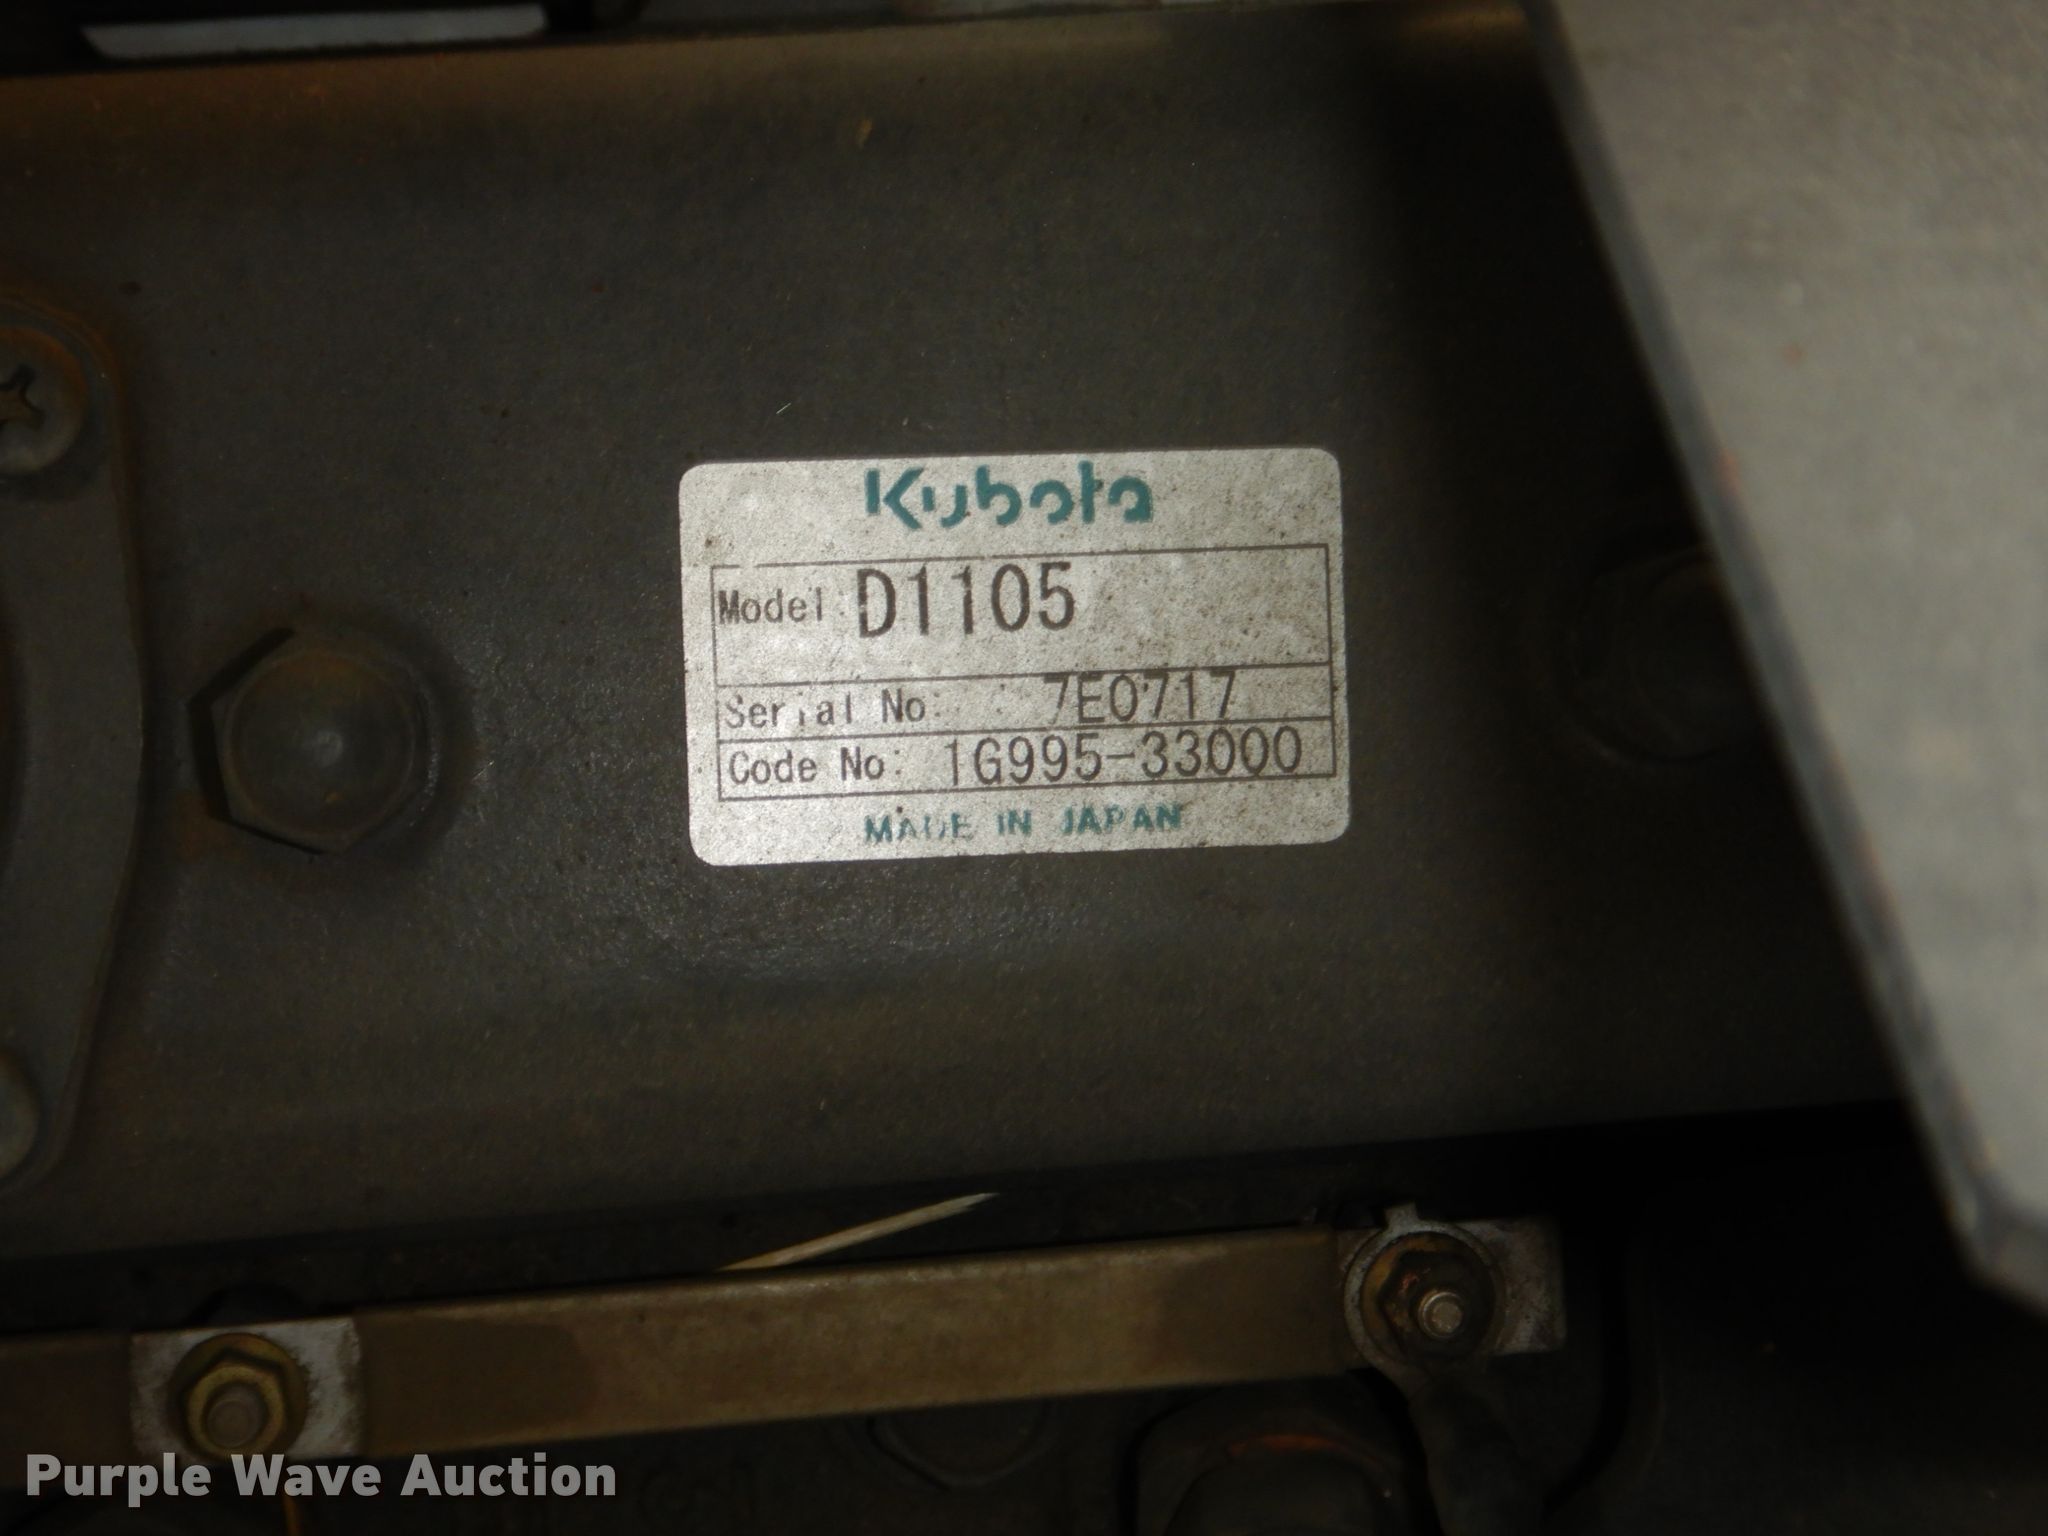 Kubota
Model: D1105
Serial No: 7E0717
Code No: 1G995-33000
MADE IN JAPAN
Purple Wave Auction